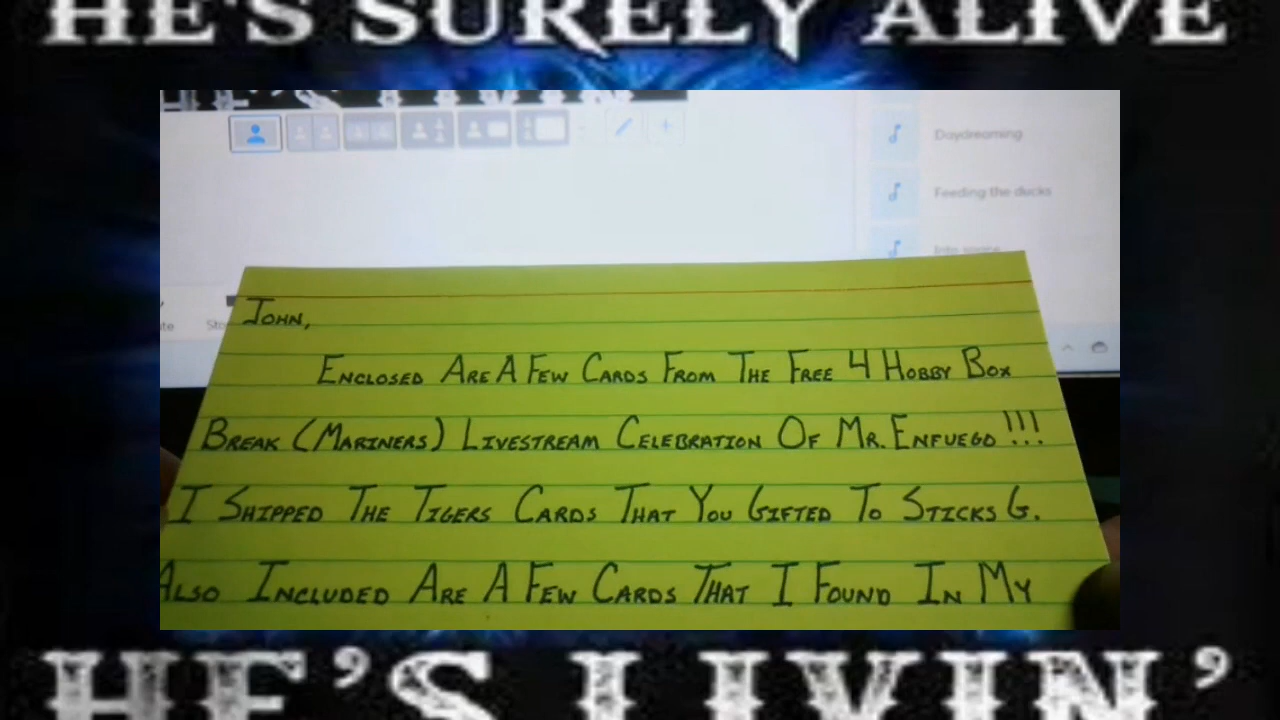 HE'S SURELY ALIVE
Daydreaming
Feeding the ducks
JOHN,
ENCLOSED ARE A FEW CARDS FROM THE FREE 4 HOBBY BOX
BREAK (MARINERS) LIVESTREAM CELEBRATION OF MR. ENFUEGO!!!
I SHIPPED THE TIGERS CARDS THAT YOU GIFTED TO STICKS G.
ALSO INCLUDED ARE A FEW CARDS THAT I FOUND IN MY
HE'S LIVIN'